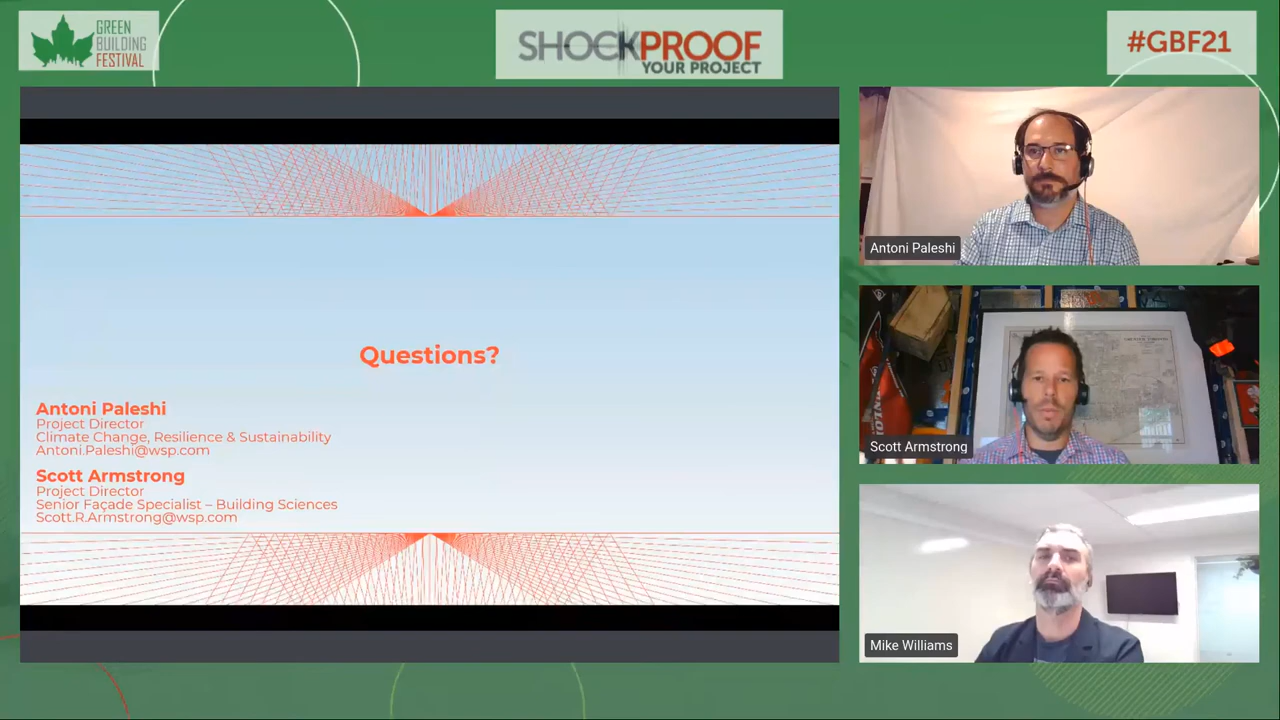 GREEN
BUILDING
FESTIVAL
SHOCKPROOF
YOUR PROJECT
#GBF21
Questions?
Antoni Paleshi
Project Director
Climate Change, Resilience & Sustainability
Antoni.Paleshi@wsp.com
Scott Armstrong
Project Director
Senior Façade Specialist – Building Sciences
Scott.R.Armstrong@wsp.com
Antoni Paleshi
Scott Armstrong
Mike Williams